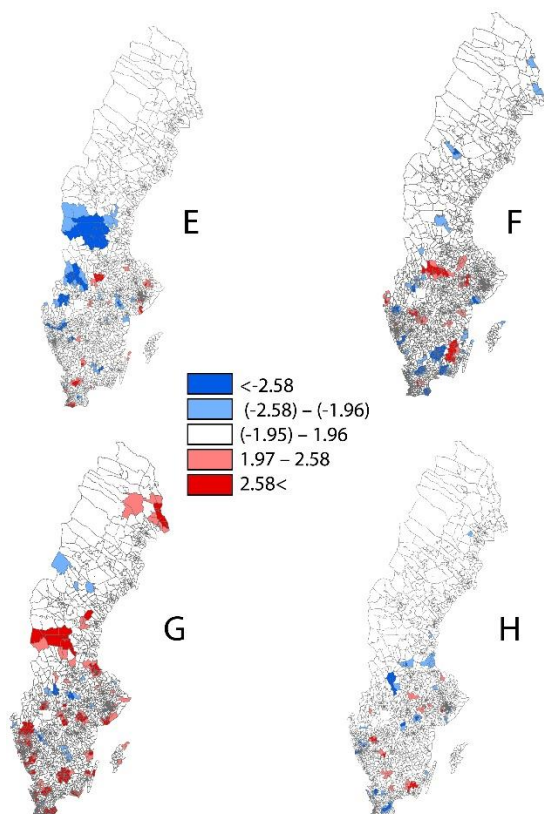 E
F
<-2.58
(-2.58) – (-1.96)
(-1.95) – 1.96
1.97 – 2.58
2.58<
G
H